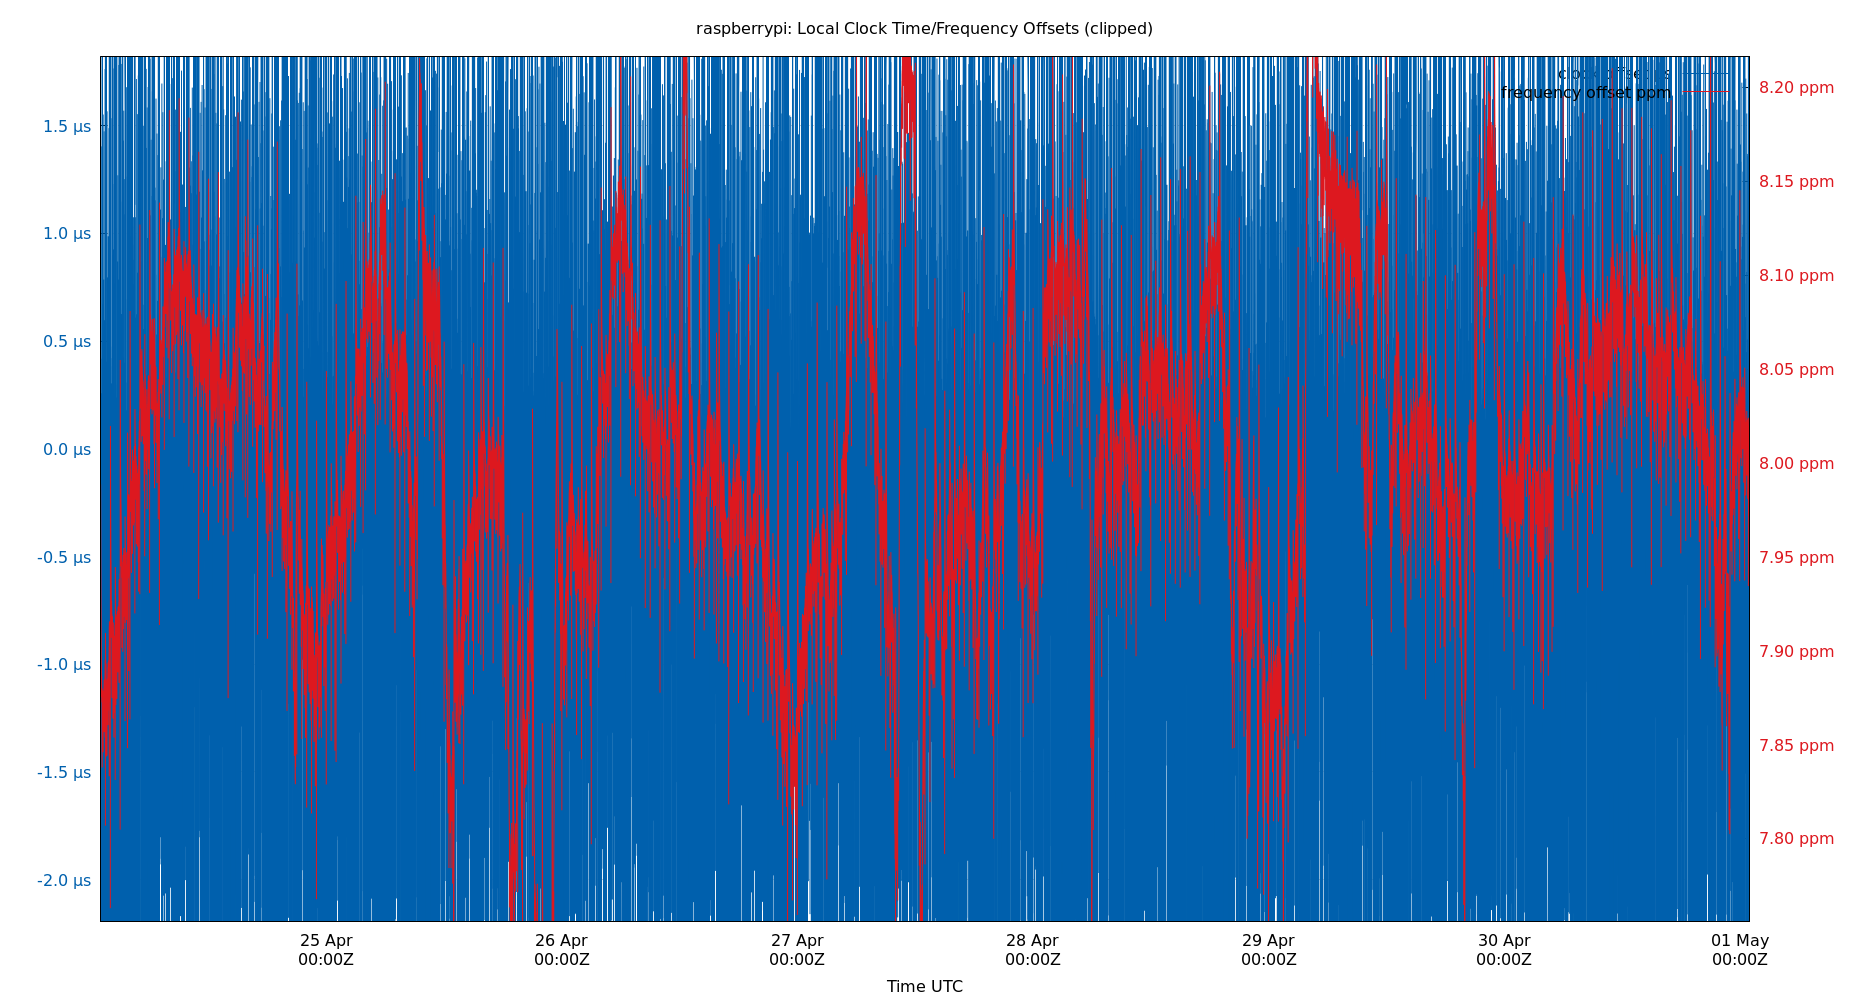 raspberrypi: Local Clock Time/Frequency Offsets (clipped)
clock offset µs
frequency offset ppm
1.5 µs
1.0 µs
0.5 µs
0.0 µs
-0.5 µs
-1.0 µs
-1.5 µs
-2.0 µs
8.20 ppm
8.15 ppm
8.10 ppm
8.05 ppm
8.00 ppm
7.95 ppm
7.90 ppm
7.85 ppm
7.80 ppm
25 Apr
00:00Z
26 Apr
00:00Z
27 Apr
00:00Z
28 Apr
00:00Z
29 Apr
00:00Z
30 Apr
00:00Z
01 May
00:00Z
Time UTC